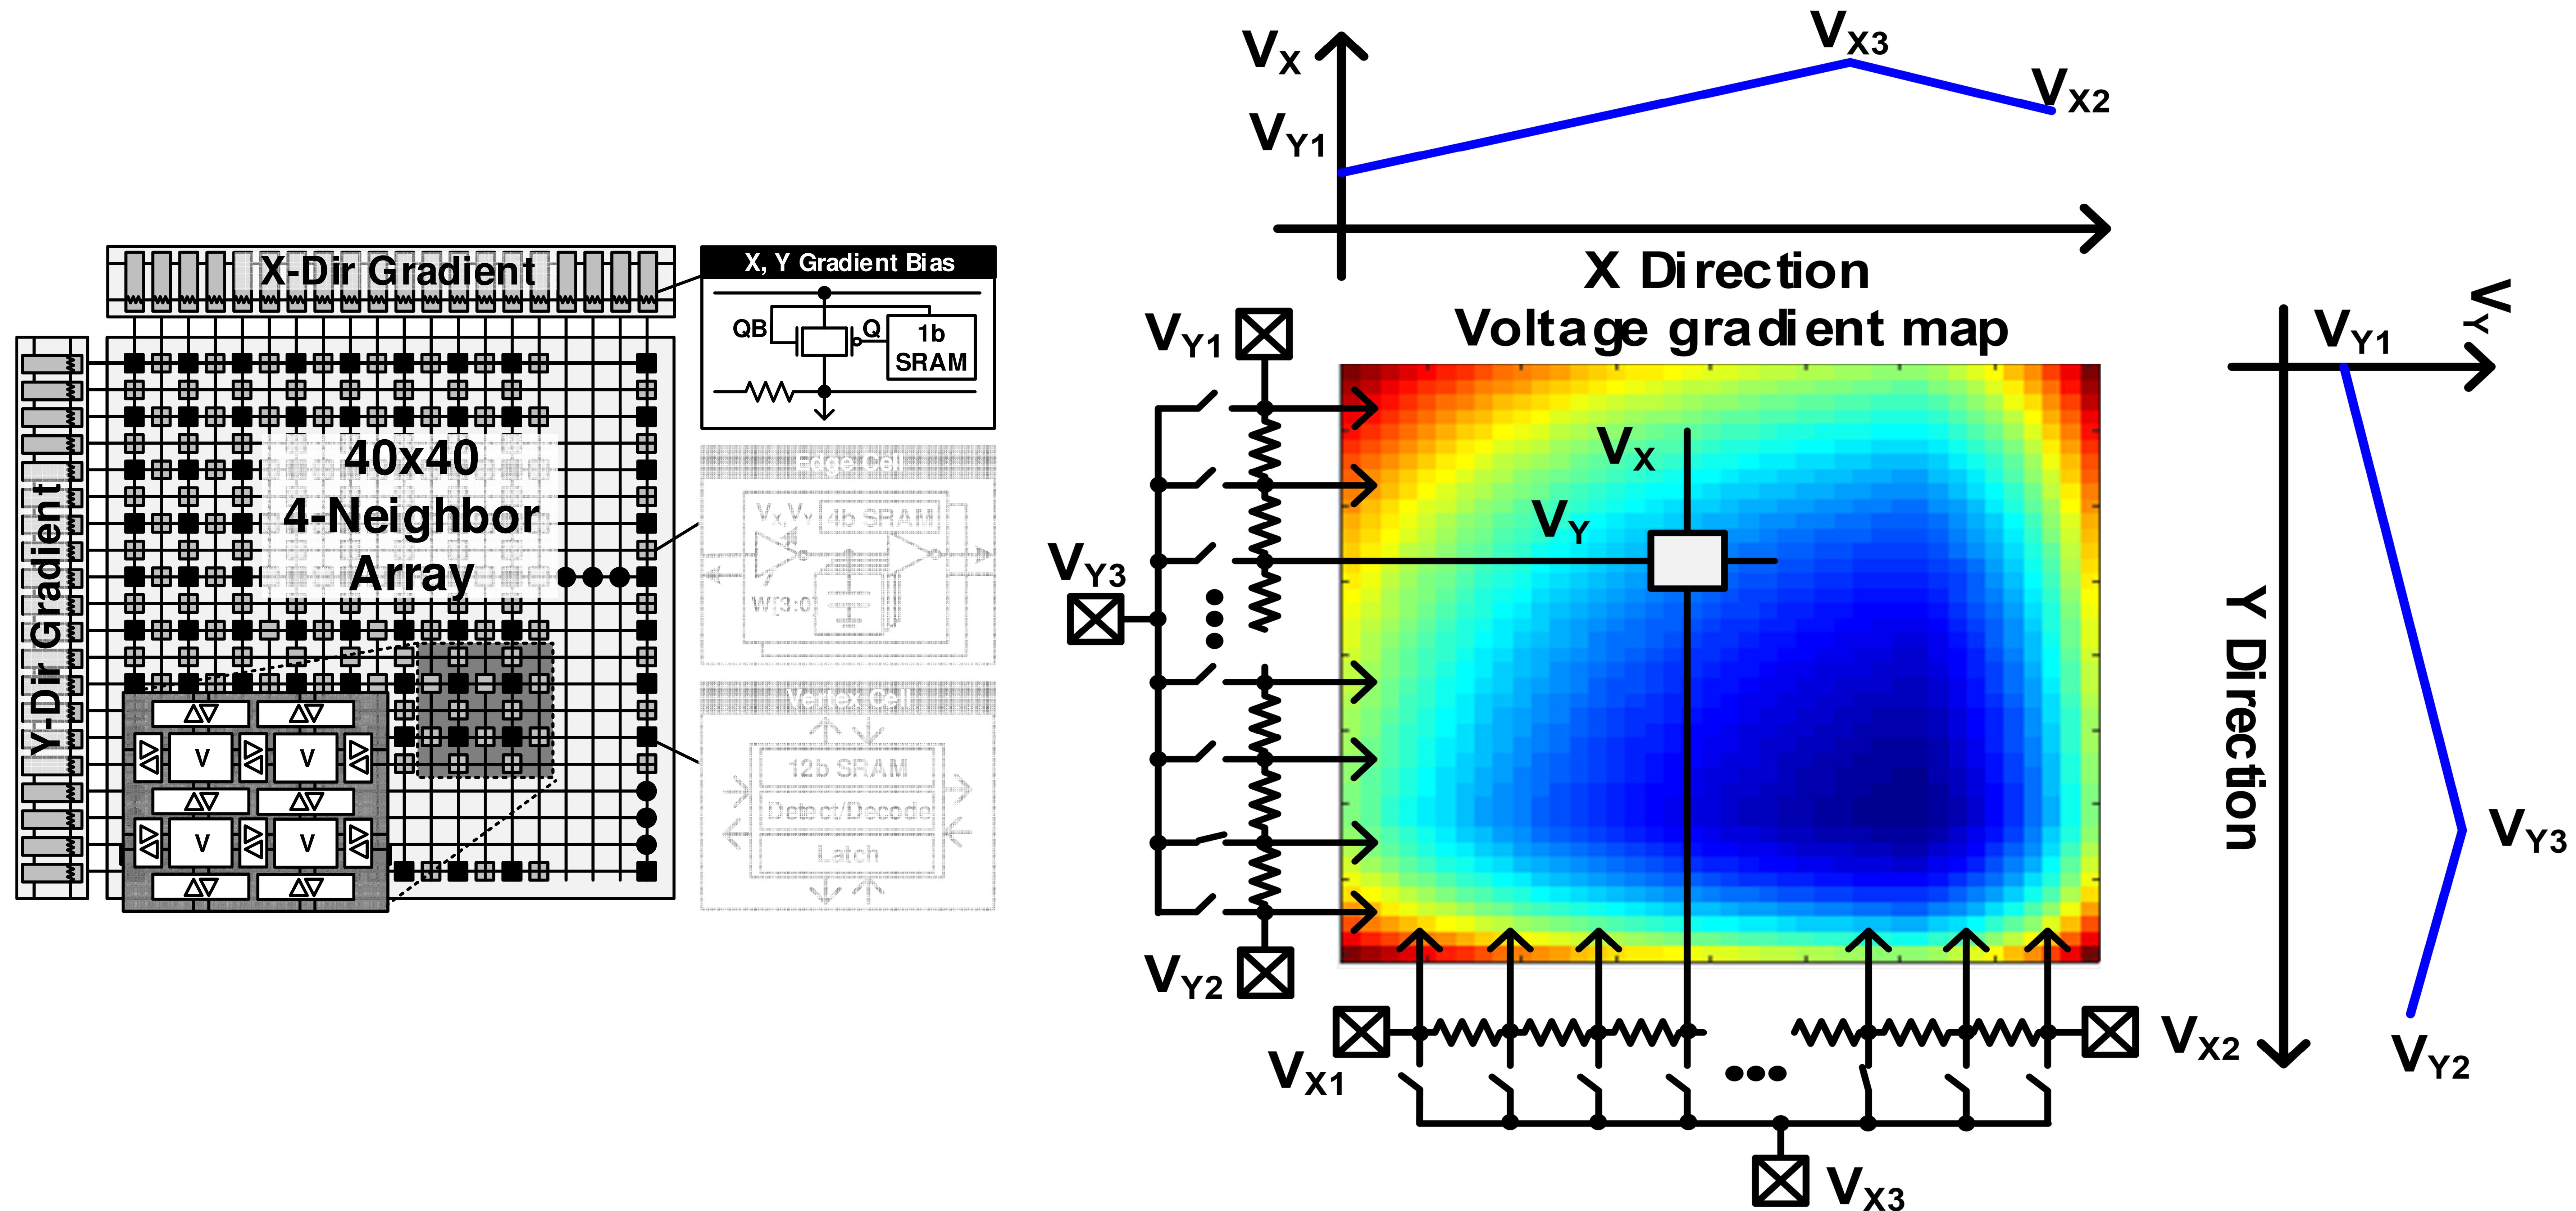 X-Dir Gradient
Y-Dir Gradient
40x40
4-Neighbor
Array
V
V
V
V
X, Y Gradient Bias
QB
Q
1b
SRAM
Edge Cell
VX,VY
4b SRAM
W[3:0]
Vertex Cell
12b SRAM
Detect/Decode
Latch
VX
VX3
VX2
VY1
X Direction
Voltage gradient map
VY1
VX
VY
VY3
VY2
VX1
VX2
VX3
VY
VY1
Y Direction
VY3
VY2